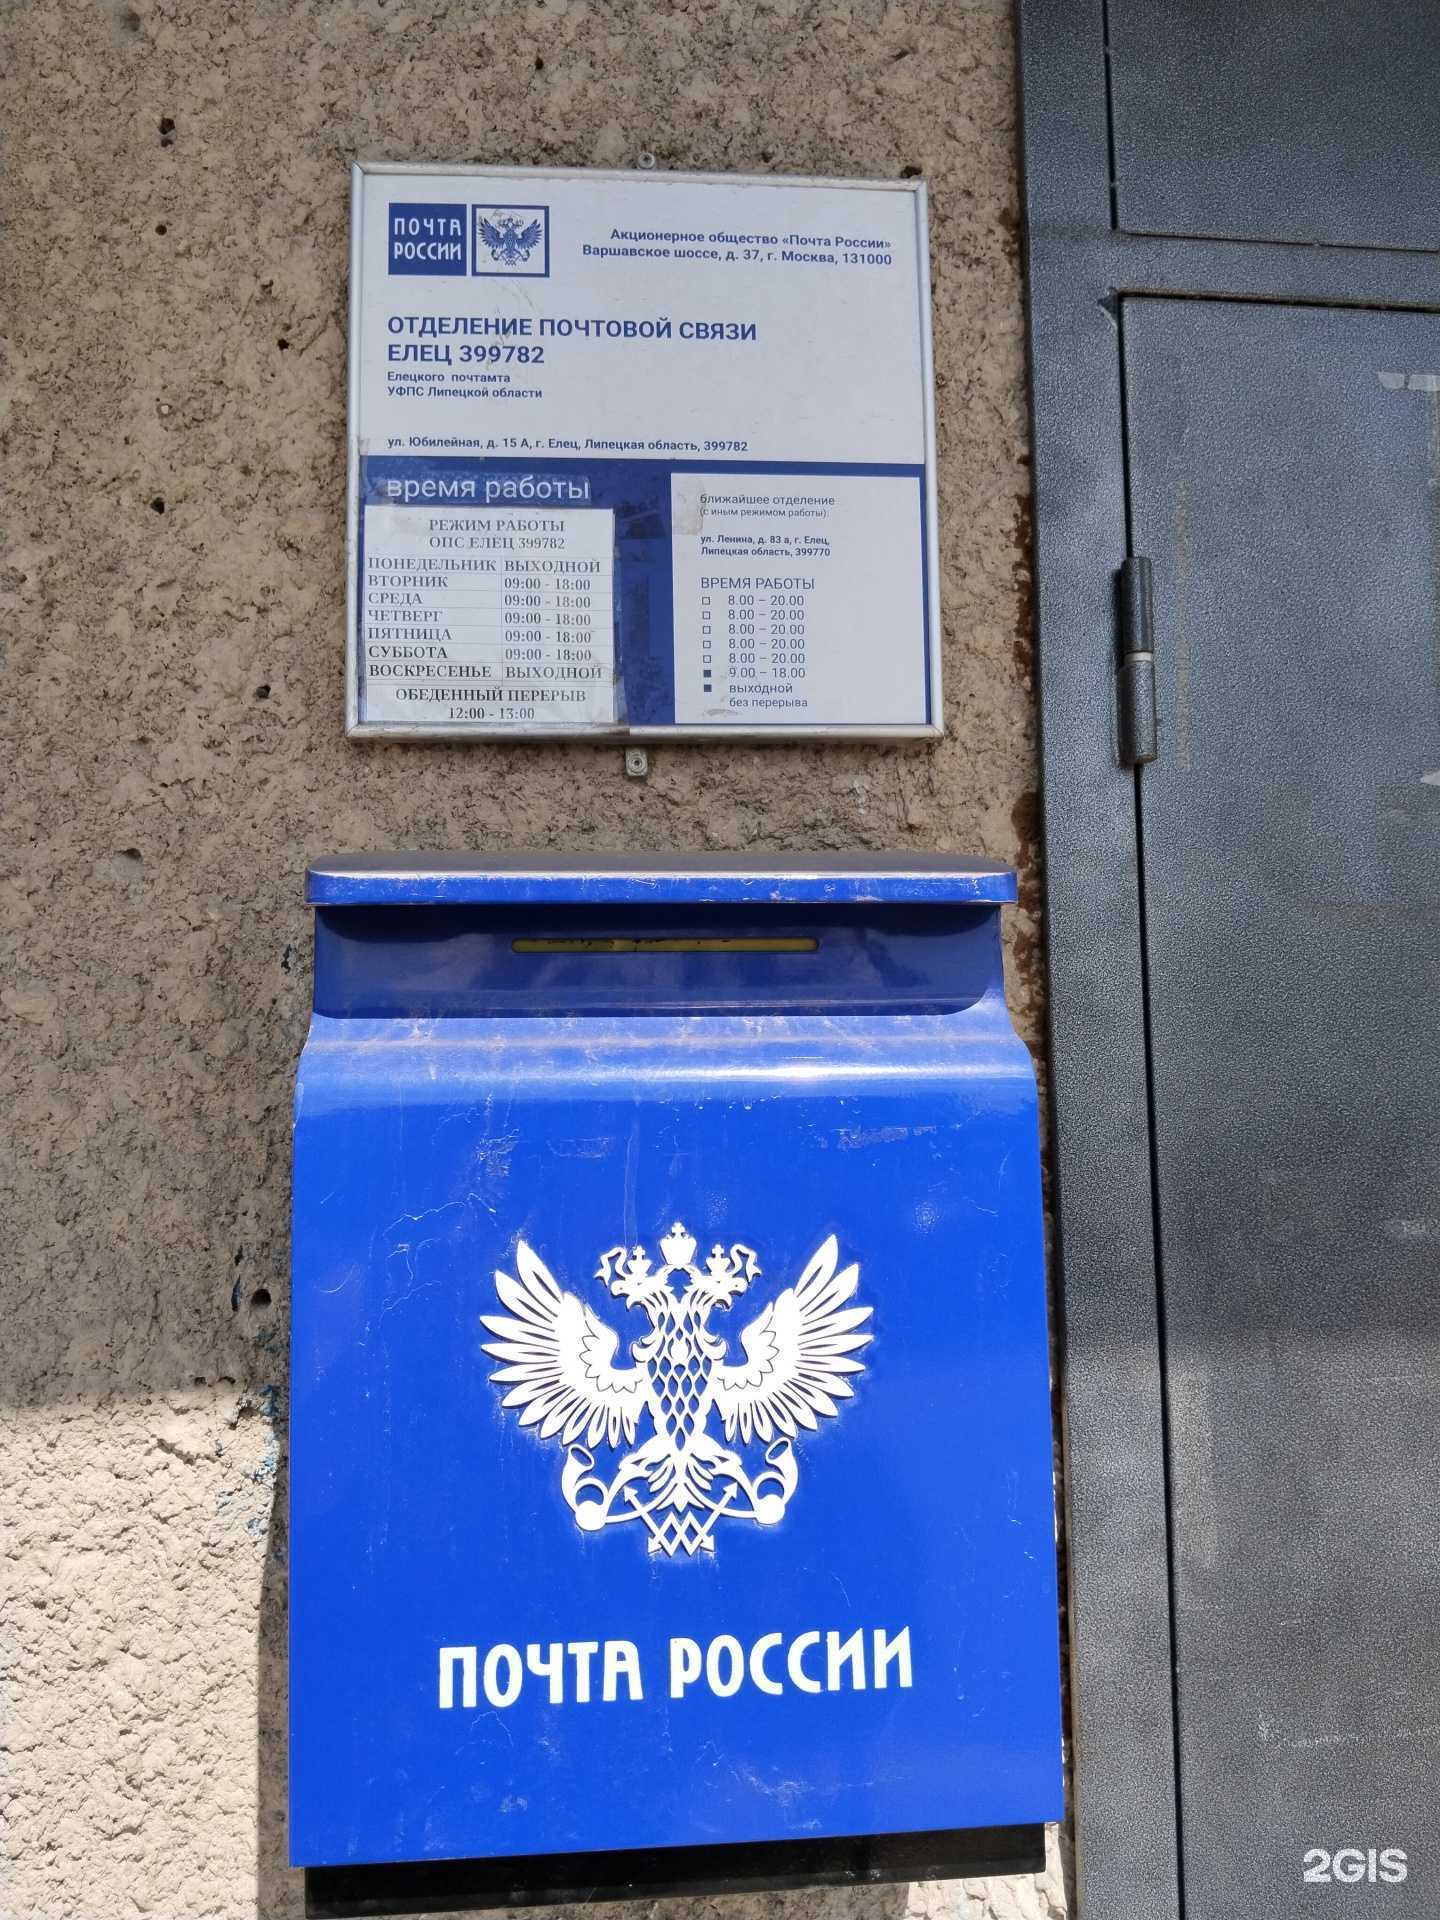 ПОЧТА
РОССИИ
Акционерное общество «Почта России»
Варшавское шоссе, д. 37, г. Москва, 131000
ОТДЕЛЕНИЕ ПОЧТОВОЙ СВЯЗИ
ЕЛЕЦ 399782
Елецкого почтамта
УФПС Липецкой области
ул. Юбилейная, д. 15 А, г. Елец, Липецкая область, 399782
время работы
РЕЖИМ РАБОТЫ
ОПС ЕЛЕЦ 399782
ПОНЕДЕЛЬНИК ВЫХОДНОЙ
ВТОРНИК 09:00 - 18:00
СРЕДА 09:00 - 18:00
ЧЕТВЕРГ 09:00 - 18:00
ПЯТНИЦА 09:00 - 18:00
СУББОТА 09:00 - 18:00
ВОСКРЕСЕНЬЕ ВЫХОДНОЙ
ОБЕДЕННЫЙ ПЕРЕРЫВ
12:00 - 13:00
ближайшее отделение
(с иным режимом работы):
ул. Ленина, д. 83 а, г. Елец,
Липецкая область, 399770
ВРЕМЯ РАБОТЫ
8.00 – 20.00
8.00 – 20.00
8.00 – 20.00
8.00 – 20.00
8.00 – 20.00
9.00 – 18.00
выходной
без перерыва
ПОЧТА РОССИИ
2GIS